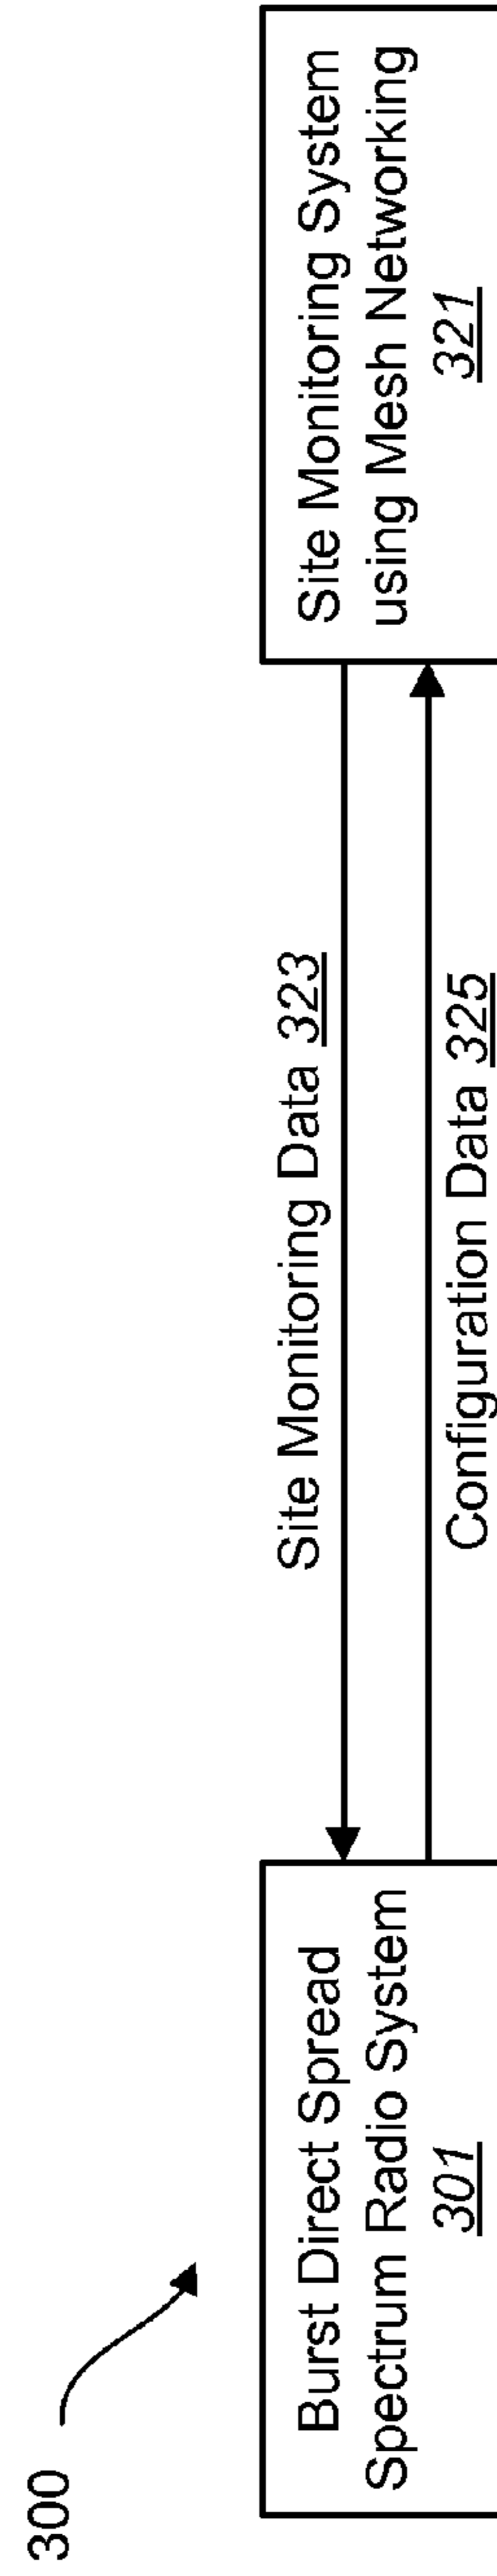 300
Burst Direct Spread
Spectrum Radio System
301
Site Monitoring Data 323
Configuration Data 325
Site Monitoring System
using Mesh Networking
321